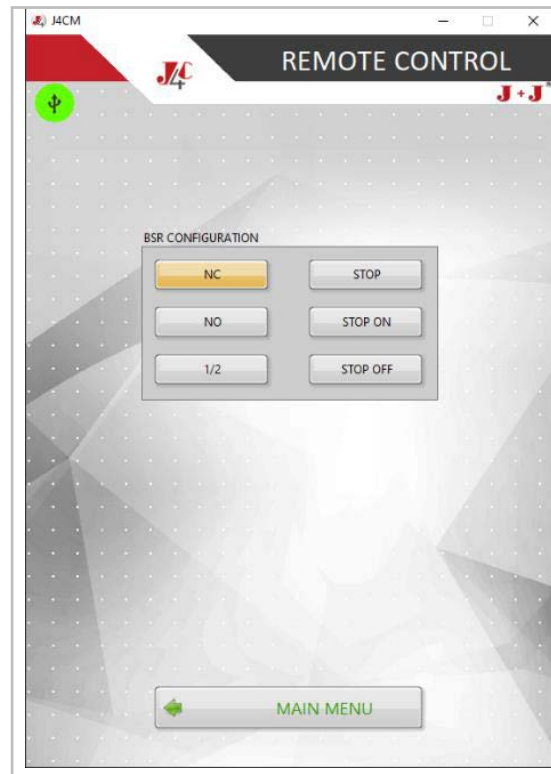 J4CM
J4C
REMOTE CONTROL
J+J®
BSR CONFIGURATION
NC
STOP
NO
STOP ON
1/2
STOP OFF
MAIN MENU